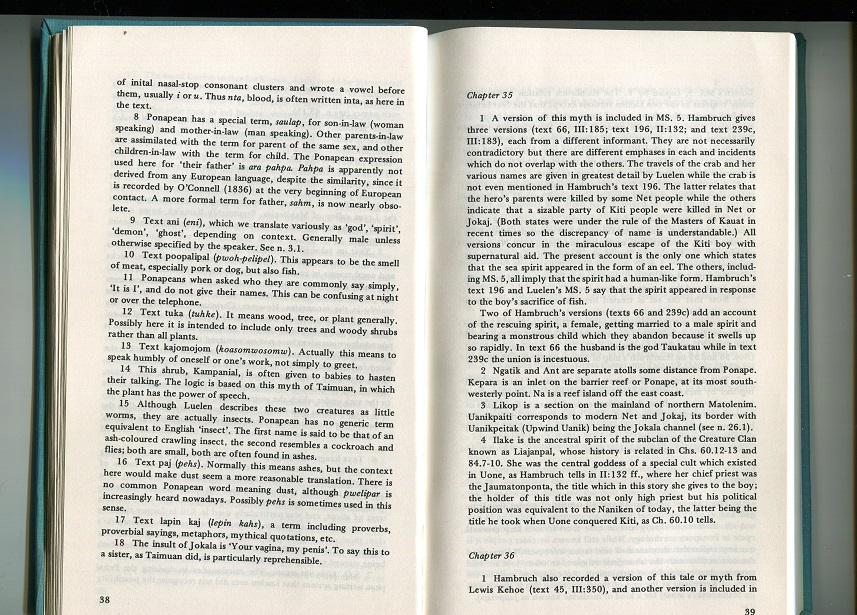 of inital nasal-stop consonant clusters and wrote a vowel before
them, usually i or u. Thus nta, blood, is often written inta, as here in
the text.
8 Ponapean has a special term, saulap, for son-in-law (woman
speaking) and mother-in-law (man speaking). Other parents-in-law
are assimilated with the term for parent of the same sex, and other
children-in-law with the term for child. The Ponapean expression
used here for 'their father' is ara pahpa. Pahpa is apparently not
derived from any European language, despite the similarity, since it
is recorded by O'Connell (1836) at the very beginning of European
contact. A more formal term for father, sahm, is now nearly obso-
lete.
9 Text ani (eni), which we translate variously as 'god', 'spirit',
'demon', 'ghost', depending on context. Generally male unless
otherwise specified by the speaker. See n. 3.1.
10 Text poopalipal (pwoh-pelipel). This appears to be the smell
of meat, especially pork or dog, but also fish.
11 Ponapeans when asked who they are commonly say simply,
'It is I', and do not give their names. This can be confusing at night
or over the telephone.
12 Text tuka (tuhke). It means wood, tree, or plant generally.
Possibly here it is intended to include only trees and woody shrubs
rather than all plants.
13 Text kajomojom (koasomwosomw). Actually this means to
speak humbly of oneself or one's work, not simply to greet.
14 This shrub, Kampanial, is often given to babies to hasten
their talking. The logic is based on this myth of Taimuan, in which
the plant has the power of speech.
15 Although Luelen describes these two creatures as little
worms, they are actually insects. Ponapean has no generic term
equivalent to English 'insect'. The first name is said to be that of an
ash-coloured crawling insect, the second resembles a cockroach and
flies; both are small, both are often found in ashes.
16 Text paj (pehs). Normally this means ashes, but the context
here would make dust seem a more reasonable translation. There is
no common Ponapean word meaning dust, although pwelipar is
increasingly heard nowadays. Possibly pehs is sometimes used in this
sense.
17 Text lapin kaj (lepin kahs), a term including proverbs,
proverbial sayings, metaphors, mythical quotations, etc.
18 The insult of Jokala is 'Your vagina, my penis'. To say this to
a sister, as Taimuan did, is particularly reprehensible.
38
Chapter 35
1 A version of this myth is included in MS. 5. Hambruch gives
three versions (text 66, III:185; text 196, II:132; and text 239c,
III:183), each from a different informant. They are not necessarily
contradictory but there are different emphases in each and incidents
which do not overlap with the others. The travels of the crab and her
various names are given in greatest detail by Luelen while the crab is
not even mentioned in Hambruch's text 196. The latter relates that
the hero's parents were killed by some Net people while the others
indicate that a sizable party of Kiti people were killed in Net or
Jokaj. (Both states were under the rule of the Masters of Kauat in
recent times so the discrepancy of name is understandable.) All
versions concur in the miraculous escape of the Kiti boy with
supernatural aid. The present account is the only one which states
that the sea spirit appeared in the form of an eel. The others, includ-
ing MS. 5, all imply that the spirit had a human-like form. Hambruch's
text 196 and Luelen's MS. 5 say that the spirit appeared in response
to the boy's sacrifice of fish.
Two of Hambruch's versions (texts 66 and 239c) add an account
of the rescuing spirit, a female, getting married to a male spirit and
bearing a monstrous child which they abandon because it swells up
so rapidly. In text 66 the husband is the god Taukatau while in text
239c the union is incestuous.
2 Ngatik and Ant are separate atolls some distance from Ponape.
Kepara is an inlet on the barrier reef or Ponape, at its most south-
westerly point. Na is a reef island off the east coast.
3 Likop is a section on the mainland of northern Matolenim.
Uanikpaiti corresponds to modern Net and Jokaj, its border with
Uanikpeitak (Upwind Uanik) being the Jokala channel (see n. 26.1).
4 Ilake is the ancestral spirit of the subclan of the Creature Clan
known as Liajanpal, whose history is related in Chs. 60.12-13 and
84.7-10. She was the central goddess of a special cult which existed
in Uone, as Hambruch tells in II:132 ff., where her chief priest was
the Jaumatonponta, the title which in this story she gives to the boy;
the holder of this title was not only high priest but his political
position was equivalent to the Naniken of today, the latter being the
title he took when Uone conquered Kiti, as Ch. 60.10 tells.
Chapter 36
1 Hambruch also recorded a version of this tale or myth from
Lewis Kehoe (text 45, III:350), and another version is included in
39